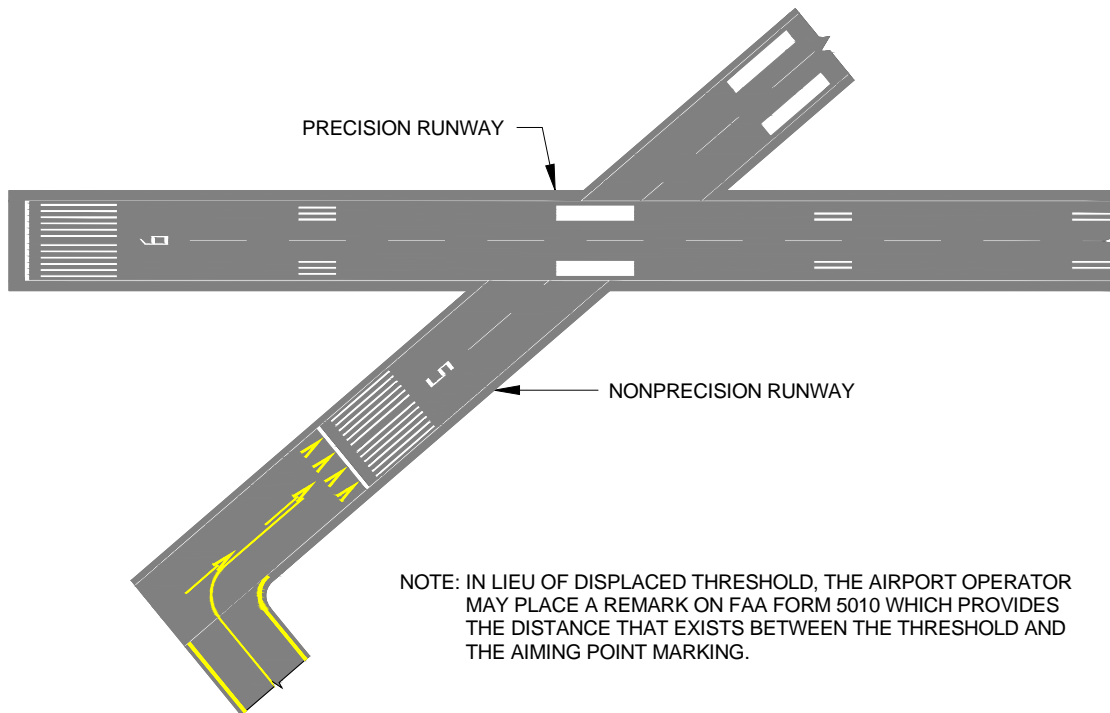 PRECISION RUNWAY
9
5
NONPRECISION RUNWAY
NOTE: IN LIEU OF DISPLACED THRESHOLD, THE AIRPORT OPERATOR
MAY PLACE A REMARK ON FAA FORM 5010 WHICH PROVIDES
THE DISTANCE THAT EXISTS BETWEEN THE THRESHOLD AND
THE AIMING POINT MARKING.